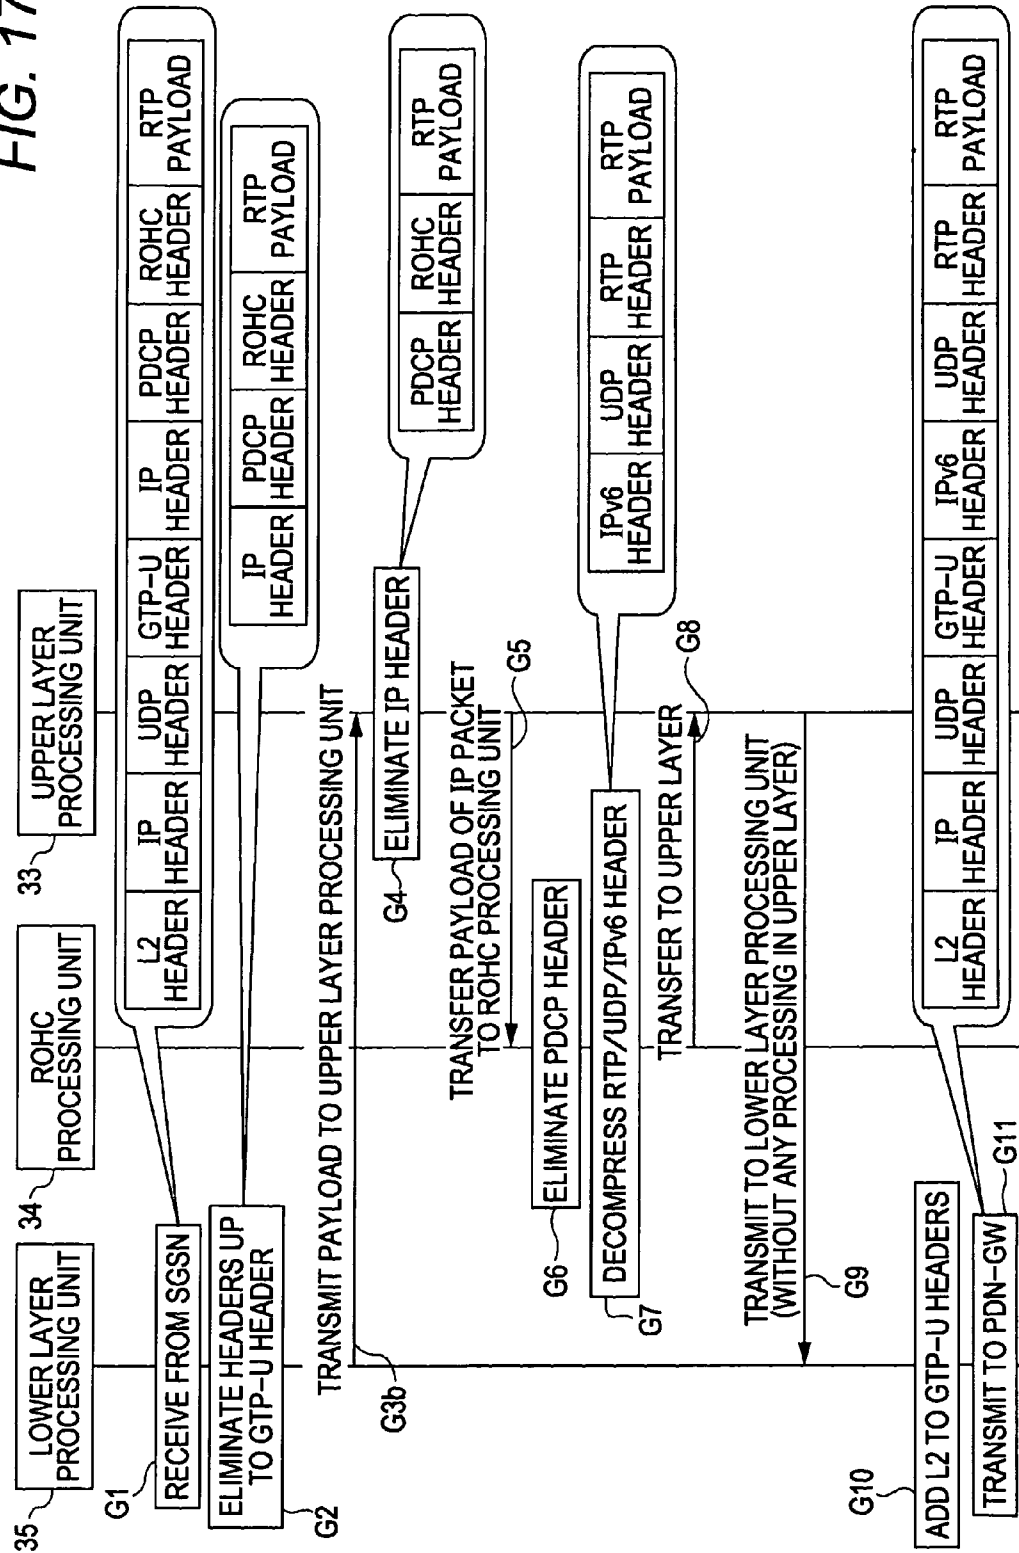 FIG. 17
35
LOWER LAYER
PROCESSING UNIT
34
ROHC
PROCESSING UNIT
33
UPPER LAYER
PROCESSING UNIT
G1
RECEIVE FROM SGSN
L2
HEADER
IP
HEADER
UDP
HEADER
GTP-U
HEADER
IP
HEADER
PDCP
HEADER
ROHC
HEADER
RTP
PAYLOAD
ELIMINATE HEADERS UP
TO GTP-U HEADER
G2
IP
HEADER
PDCP
HEADER
ROHC
HEADER
RTP
PAYLOAD
TRANSMIT PAYLOAD TO UPPER LAYER PROCESSING UNIT
G3b
G4
ELIMINATE IP HEADER
PDCP
HEADER
ROHC
HEADER
RTP
PAYLOAD
TRANSFER PAYLOAD OF IP PACKET
TO ROHC PROCESSING UNIT
G5
G6
ELIMINATE PDCP HEADER
DECOMPRESS RTP/UDP/IPv6 HEADER
G7
IPv6
HEADER
UDP
HEADER
RTP
HEADER
RTP
PAYLOAD
TRANSFER TO UPPER LAYER
G8
TRANSMIT TO LOWER LAYER PROCESSING UNIT
(WITHOUT ANY PROCESSING IN UPPER LAYER)
G9
G10
ADD L2 TO GTP-U HEADERS
TRANSMIT TO PDN-GW
G11
L2
HEADER
IP
HEADER
UDP
HEADER
GTP-U
HEADER
IPv6
HEADER
UDP
HEADER
RTP
HEADER
RTP
PAYLOAD